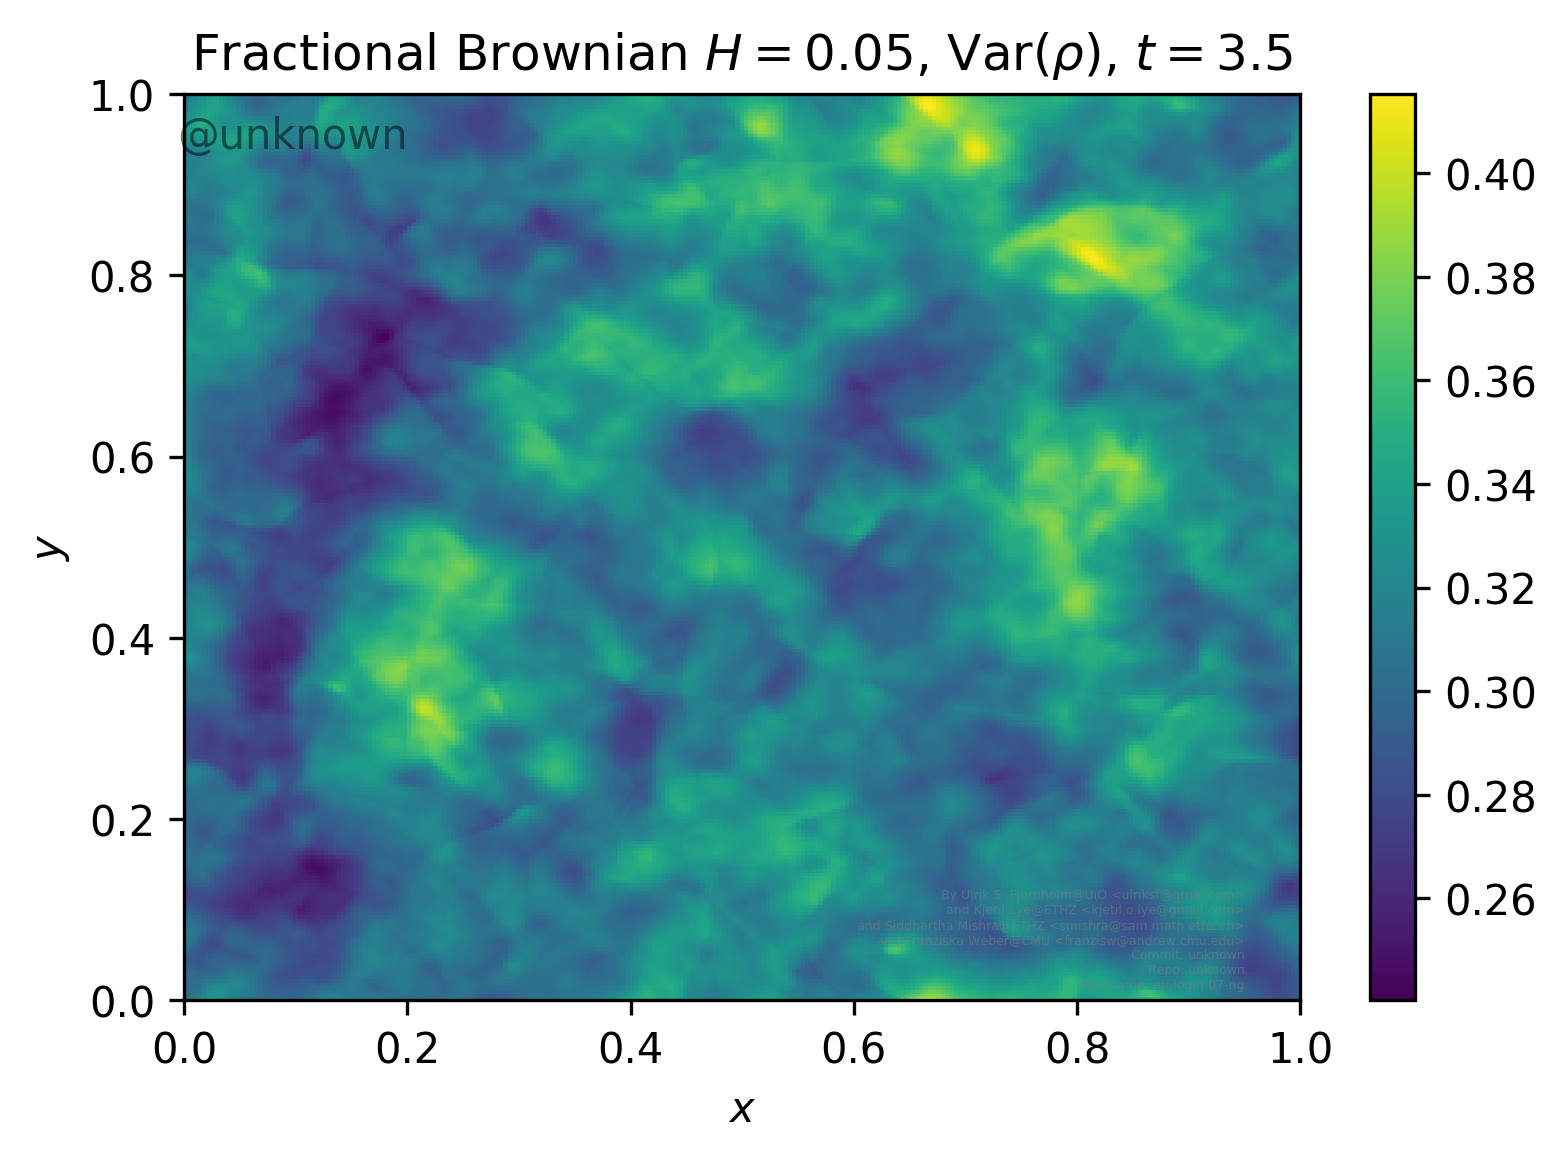 Fractional Brownian H = 0.05, Var(ρ), t = 3.5
@unknown
1.0
0.8
0.6
0.4
0.2
0.0
y
0.0 0.2 0.4 0.6 0.8 1.0
x
0.40
0.38
0.36
0.34
0.32
0.30
0.28
0.26
By Ulrik S. Fjordholm@UiO <ulriksf@gmail.com>
and Kjetil Lye@ETHZ <kjetil.o.lye@gmail.com>
and Siddhartha Mishra@ETHZ <smishra@sam.math.ethz.ch>
and Franziska Weber@CMU <franzisw@andrew.cmu.edu>
Commit: unknown
Repo: unknown
eu-login-07-ng